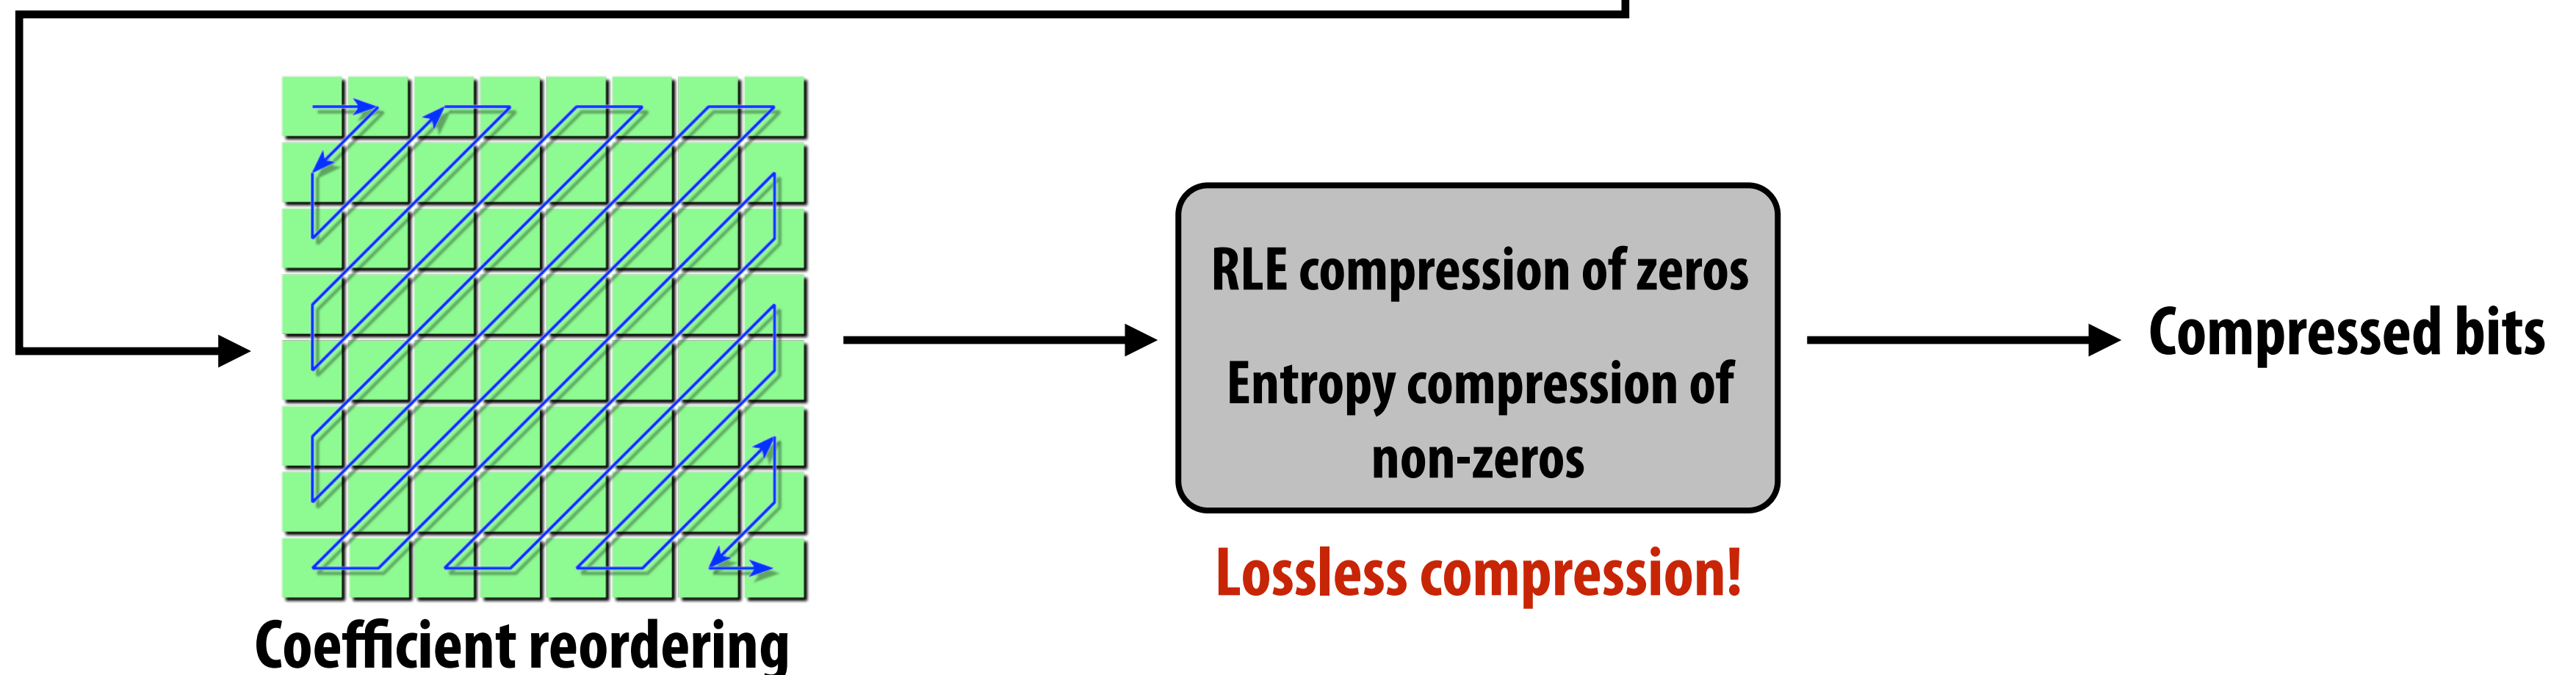 RLE compression of zeros
Entropy compression of
non-zeros
Compressed bits
Lossless compression!
Coefficient reordering